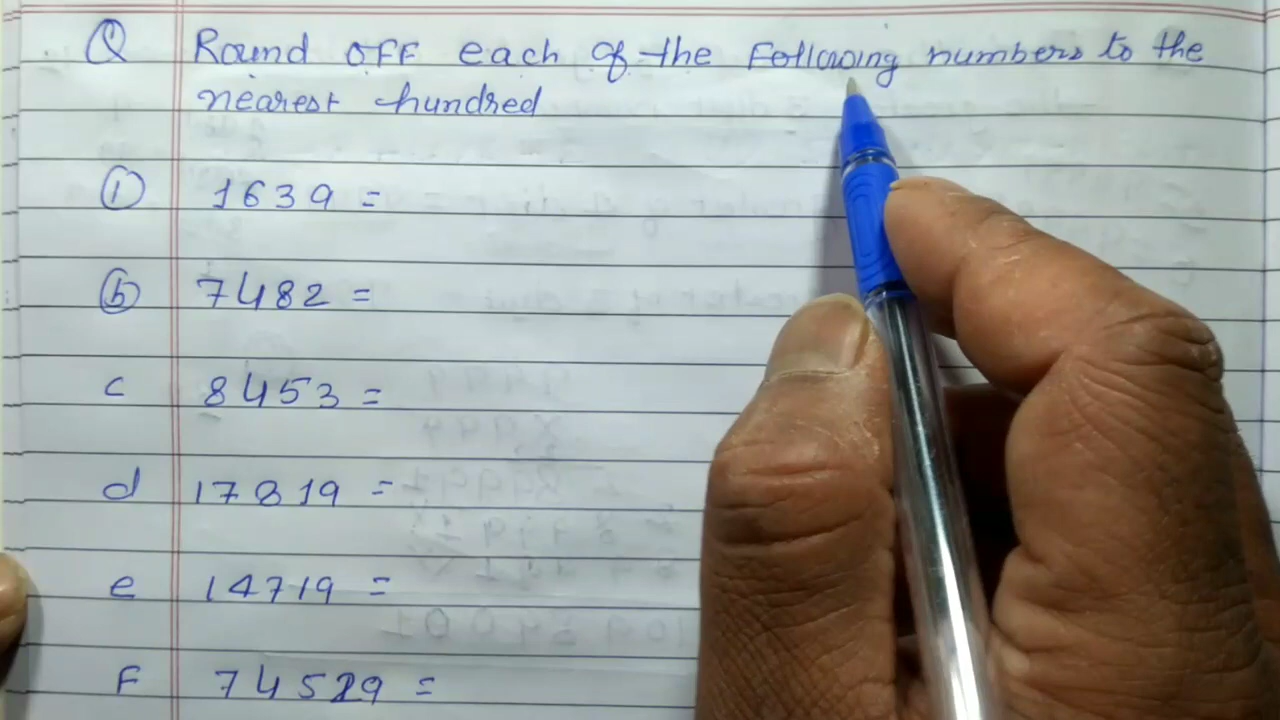 Q Round off each of the following numbers to the
nearest hundred
① 1639 =
ⓑ 7482 =
c 8453 =
d 17819 =
e 14719 =
F 74529 =